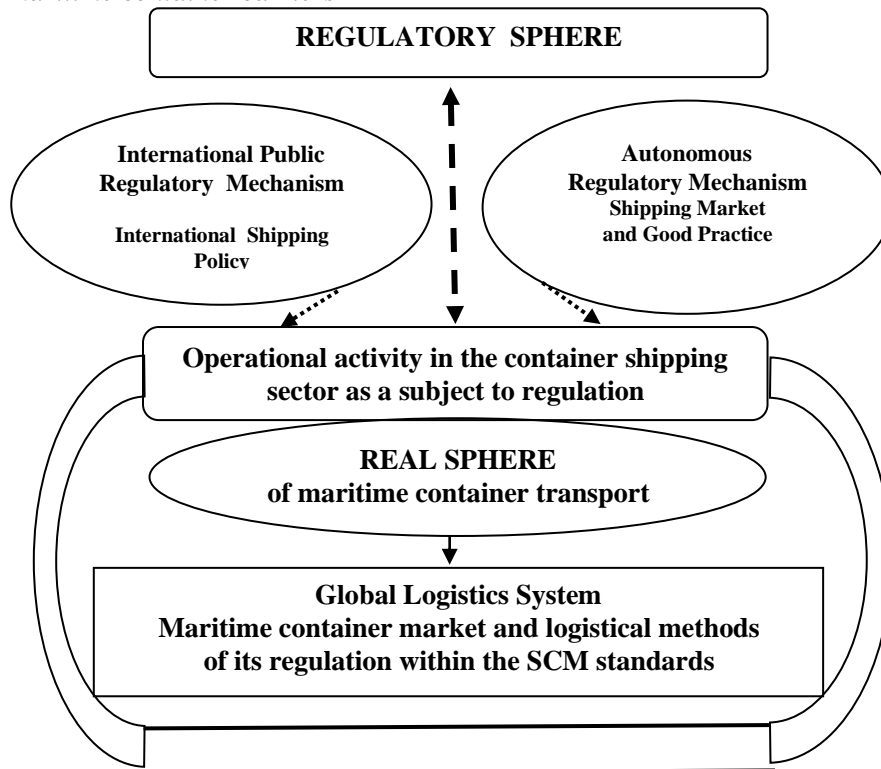 REGULATORY SPHERE
International Public
Regulatory Mechanism
International Shipping
Policy
Autonomous
Regulatory Mechanism
Shipping Market
and Good Practice
Operational activity in the container shipping
sector as a subject to regulation
REAL SPHERE
of maritime container transport
Global Logistics System
Maritime container market and logistical methods
of its regulation within the SCM standards